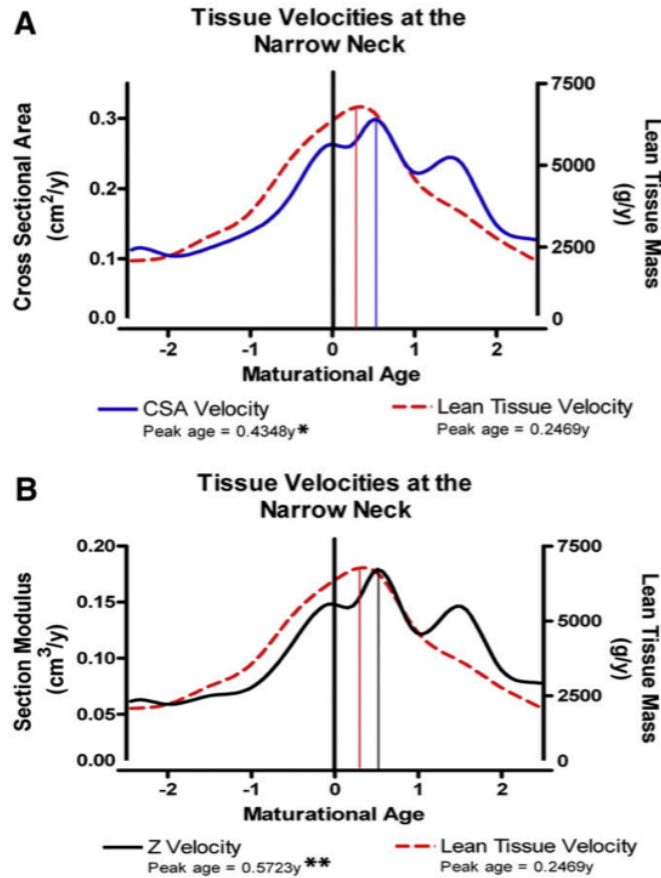 A
Tissue Velocities at the
Narrow Neck
Cross Sectional Area
(cm²/y)
0.3
0.2
0.1
0.0
7500
5000
2500
0
Lean Tissue Mass
(g/y)
-2 -1 0 1 2
Maturational Age
CSA Velocity
Peak age = 0.4348y*
Lean Tissue Velocity
Peak age = 0.2469y
B
Tissue Velocities at the
Narrow Neck
Section Modulus
(cm³/y)
0.20
0.15
0.10
0.05
0.00
7500
5000
2500
0
Lean Tissue Mass
(g/y)
-2 -1 0 1 2
Maturational Age
Z Velocity
Peak age = 0.5723y**
Lean Tissue Velocity
Peak age = 0.2469y